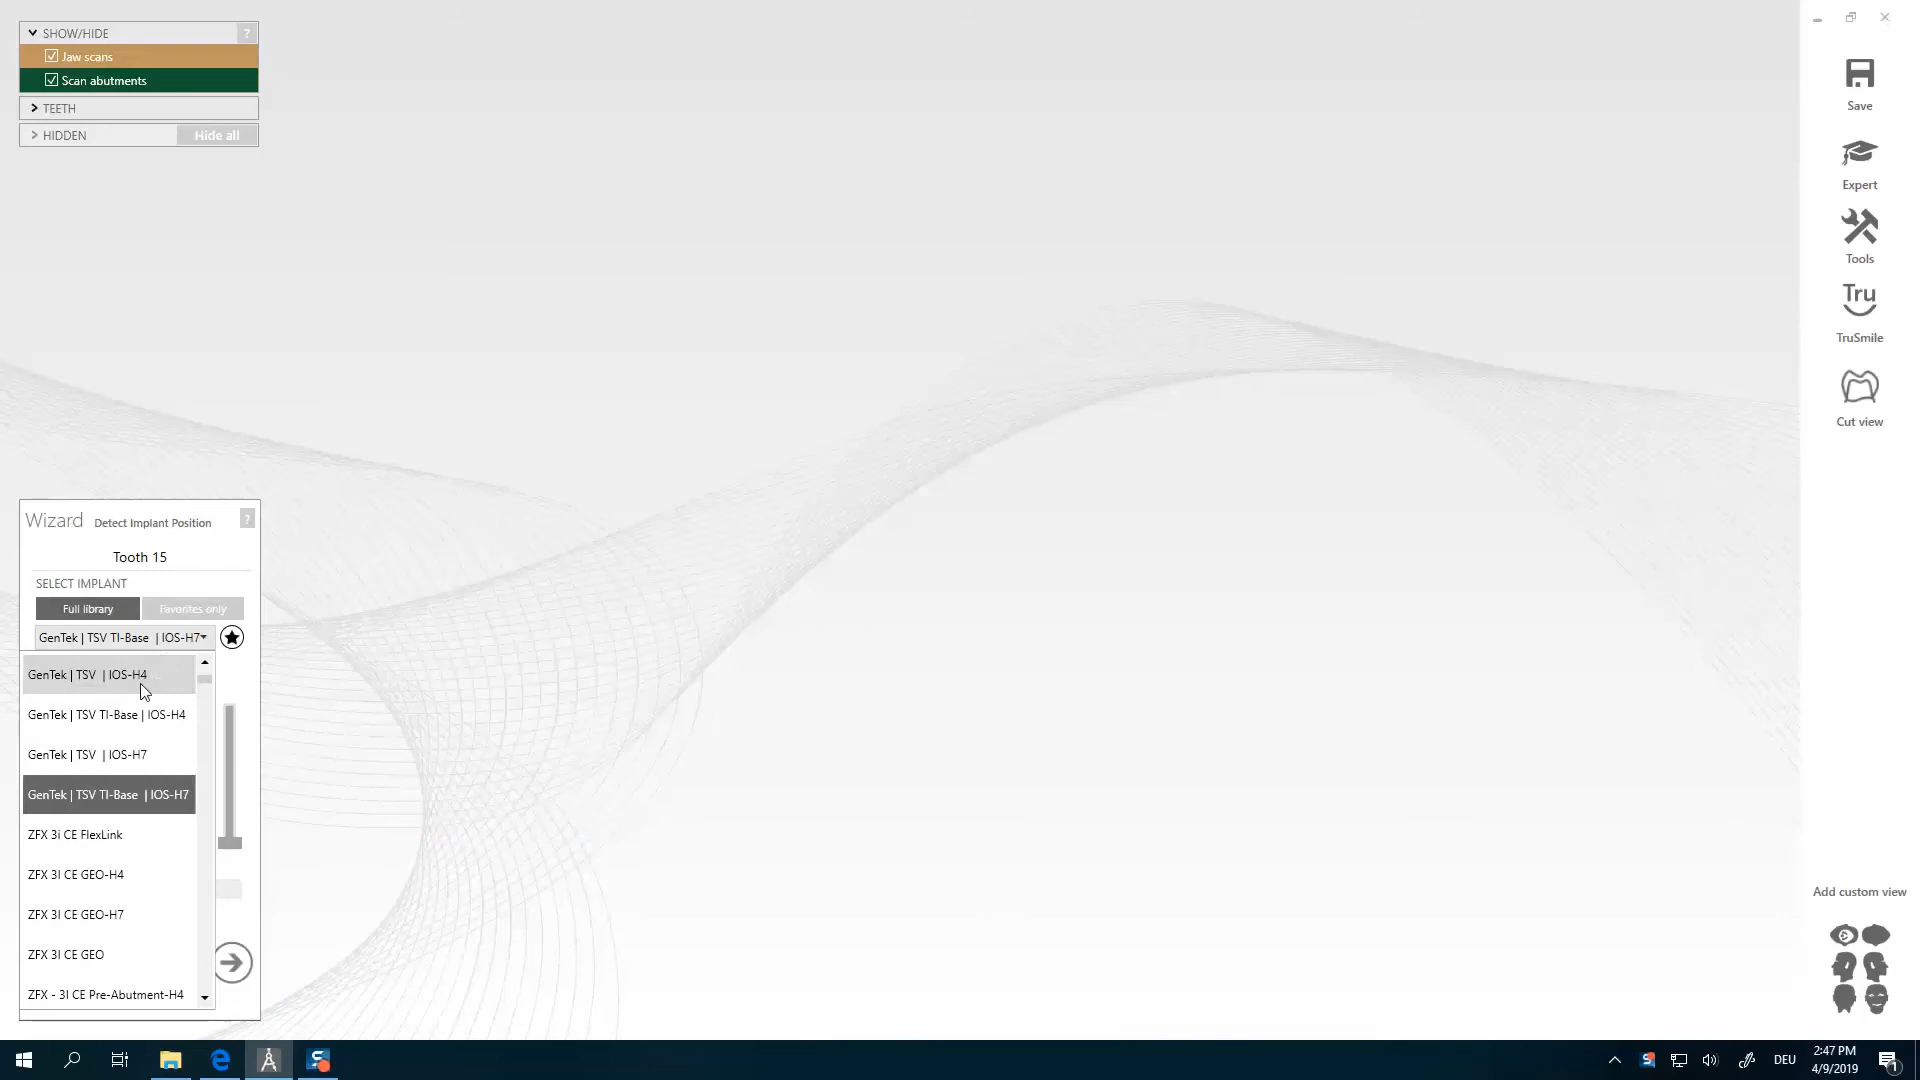 SHOW/HIDE
?
Jaw scans
Scan abutments
TEETH
HIDDEN
Hide all
Save
Expert
Tools
Tru
TruSmile
Cut view
Wizard Detect Implant Position
?
Tooth 15
SELECT IMPLANT
Full library
Favorites only
GenTek | TSV TI-Base | IOS-H7
GenTek | TSV | IOS-H4
GenTek | TSV TI-Base | IOS-H4
GenTek | TSV | IOS-H7
GenTek | TSV TI-Base | IOS-H7
ZFX 3i CE FlexLink
ZFX 3I CE GEO-H4
ZFX 3I CE GEO-H7
ZFX 3I CE GEO
ZFX - 3I CE Pre-Abutment-H4
Add custom view
DEU
2:47 PM
4/9/2019
1